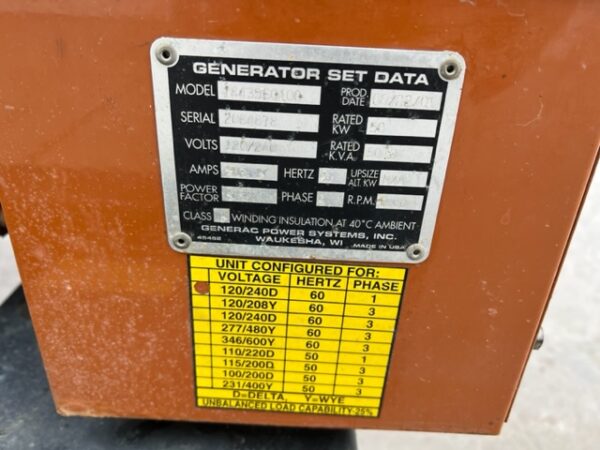 GENERATOR SET DATA
MODEL PROD. DATE
SERIAL RATED KW 50
VOLTS RATED K.V.A.
AMPS HERTZ UPSIZE ALT. KW
POWER FACTOR PHASE R.P.M.
CLASS WINDING INSULATION AT 40°C AMBIENT
GENERAC POWER SYSTEMS, INC.
45452 WAUKESHA, WI MADE IN USA
UNIT CONFIGURED FOR:
VOLTAGE HERTZ PHASE
120/240D 60 1
120/208Y 60 3
120/240D 60 3
277/480Y 60 3
346/600Y 60 3
110/220D 50 1
115/200D 50 3
100/200D 50 3
231/400Y 50 3
D=DELTA, Y=WYE
UNBALANCED LOAD CAPABILITY-25%